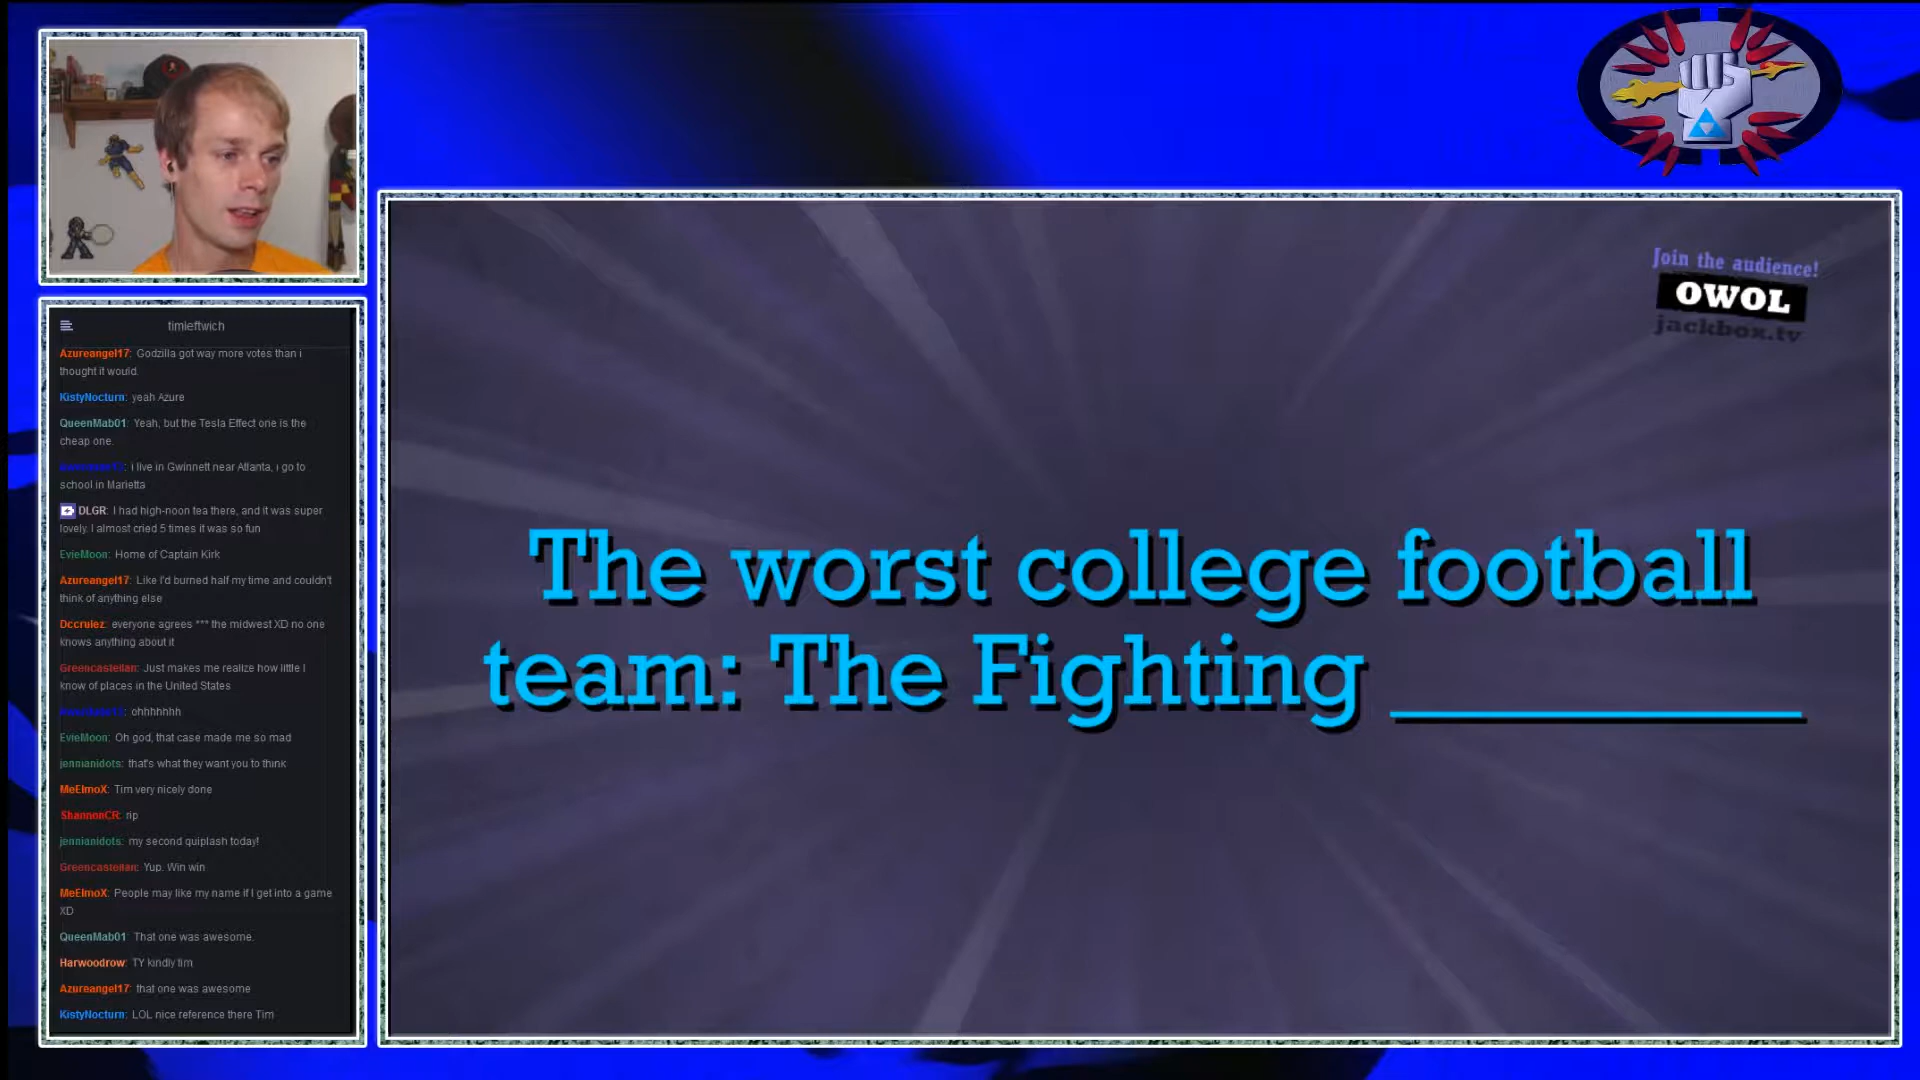 timleftwich
Azureangel17: Godzilla got way more votes than i
thought it would.
KistyNocturn: yeah Azure
QueenMab01: Yeah, but the Tesla Effect one is the
cheap one.
: i live in Gwinnett near Atlanta, i go to
school in Marietta
DLGR: I had high-noon tea there, and it was super
lovely. I almost cried 5 times it was so fun
EvieMoon: Home of Captain Kirk
Azureangel17: Like I'd burned half my time and couldn't
think of anything else
Dccrulez: everyone agrees *** the midwest XD no one
knows anything about it
Greencastellan: Just makes me realize how little I
know of places in the United States
: ohhhhhhh
EvieMoon: Oh god, that case made me so mad
jennianidots: that's what they want you to think
MeElmoX: Tim very nicely done
ShannonCR: rip
jennianidots: my second quiplash today!
Greencastellan: Yup. Win win
MeElmoX: People may like my name if I get into a game
XD
QueenMab01: That one was awesome.
Harwoodrow: TY kindly tim
Azureangel17: that one was awesome
KistyNocturn: LOL nice reference there Tim
Join the audience!
OWOL
jackbox.tv
The worst college football
team: The Fighting __________